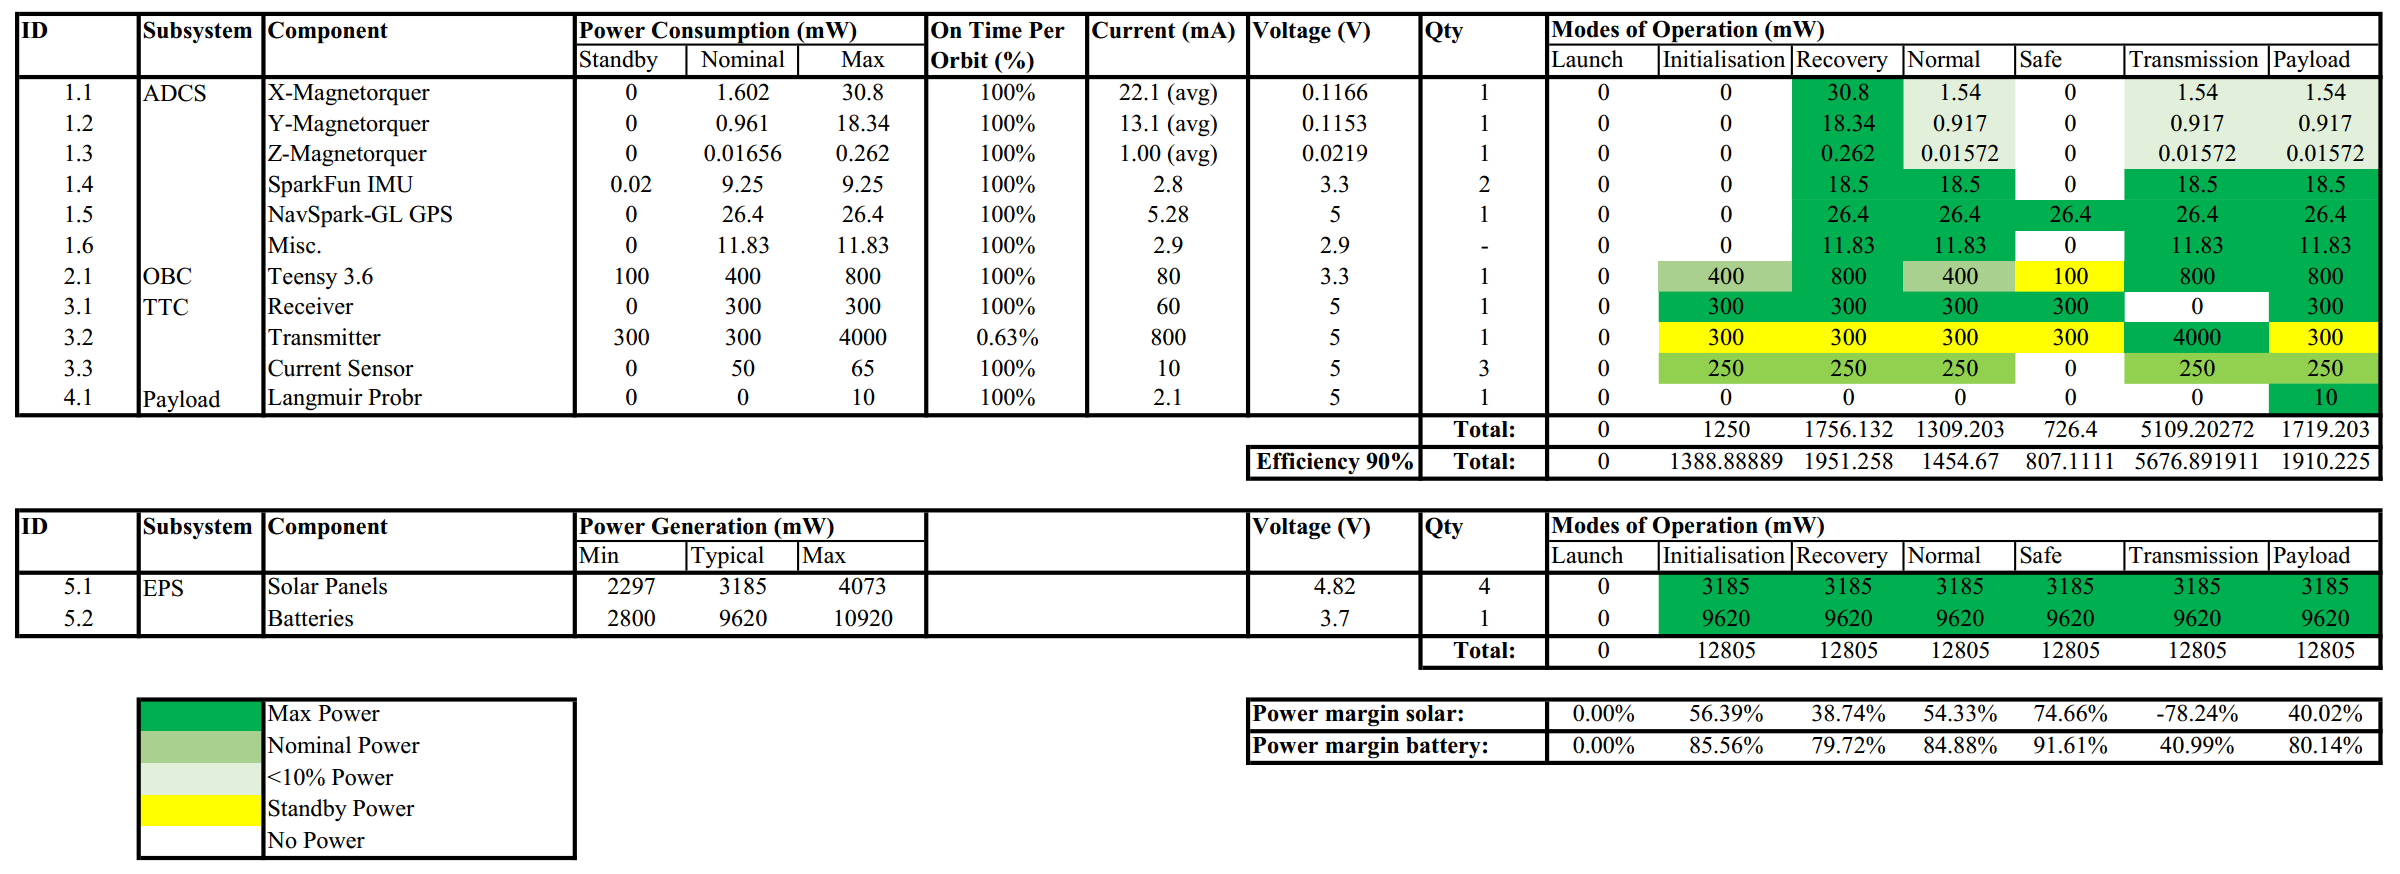 ID Subsystem Component Power Consumption (mW) On Time Per Orbit (%) Current (mA) Voltage (V) Qty Modes of Operation (mW)
Standby Nominal Max Launch Initialisation Recovery Normal Safe Transmission Payload
1.1 ADCS X-Magnetorquer 0 1.602 30.8 100% 22.1 (avg) 0.1166 1 0 0 30.8 1.54 0 1.54 1.54
1.2 Y-Magnetorquer 0 0.961 18.34 100% 13.1 (avg) 0.1153 1 0 0 18.34 0.917 0 0.917 0.917
1.3 Z-Magnetorquer 0 0.01656 0.262 100% 1.00 (avg) 0.0219 1 0 0 0.262 0.01572 0 0.01572 0.01572
1.4 SparkFun IMU 0.02 9.25 9.25 100% 2.8 3.3 2 0 0 18.5 18.5 0 18.5 18.5
1.5 NavSpark-GL GPS 0 26.4 26.4 100% 5.28 5 1 0 0 26.4 26.4 26.4 26.4 26.4
1.6 Misc. 0 11.83 11.83 100% 2.9 2.9 - 0 0 11.83 11.83 0 11.83 11.83
2.1 OBC Teensy 3.6 100 400 800 100% 80 3.3 1 0 400 800 400 100 800 800
3.1 TTC Receiver 0 300 300 100% 60 5 1 0 300 300 300 300 0 300
3.2 Transmitter 300 300 4000 0.63% 800 5 1 0 300 300 300 300 4000 300
3.3 Current Sensor 0 50 65 100% 10 5 3 0 250 250 250 0 250 250
4.1 Payload Langmuir Probr 0 0 10 100% 2.1 5 1 0 0 0 0 0 0 10
Total: 0 1250 1756.132 1309.203 726.4 5109.20272 1719.203
Efficiency 90% Total: 0 1388.88889 1951.258 1454.67 807.1111 5676.891911 1910.225
ID Subsystem Component Power Generation (mW) Voltage (V) Qty Modes of Operation (mW)
Min Typical Max Launch Initialisation Recovery Normal Safe Transmission Payload
5.1 EPS Solar Panels 2297 3185 4073 4.82 4 0 3185 3185 3185 3185 3185 3185
5.2 Batteries 2800 9620 10920 3.7 1 0 9620 9620 9620 9620 9620 9620
Total: 0 12805 12805 12805 12805 12805 12805
Max Power
Nominal Power
<10% Power
Standby Power
No Power
Power margin solar: 0.00% 56.39% 38.74% 54.33% 74.66% -78.24% 40.02%
Power margin battery: 0.00% 85.56% 79.72% 84.88% 91.61% 40.99% 80.14%